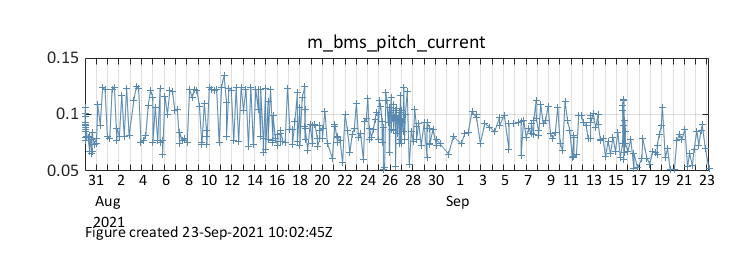 m_bms_pitch_current
0.15
0.1
0.05
31 2 4 6 8 10 12 14 16 18 20 22 24 26 28 30 1 3 5 7 9 11 13 15 17 19 21 23
Aug Sep
2021
Figure created 23-Sep-2021 10:02:45Z